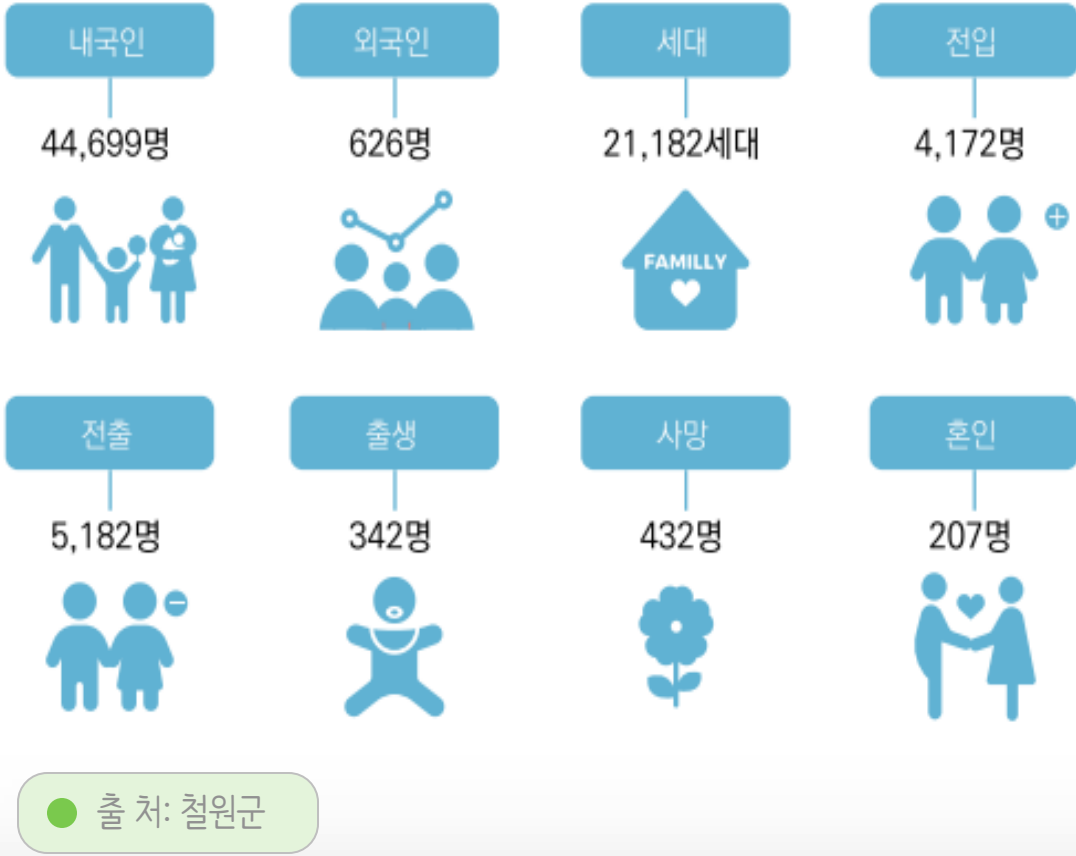 내국인 외국인 세대 전입
44,699명 626명 21,182세대 4,172명
FAMILLY
전출 출생 사망 혼인
5,182명 342명 432명 207명
출 처: 철원군